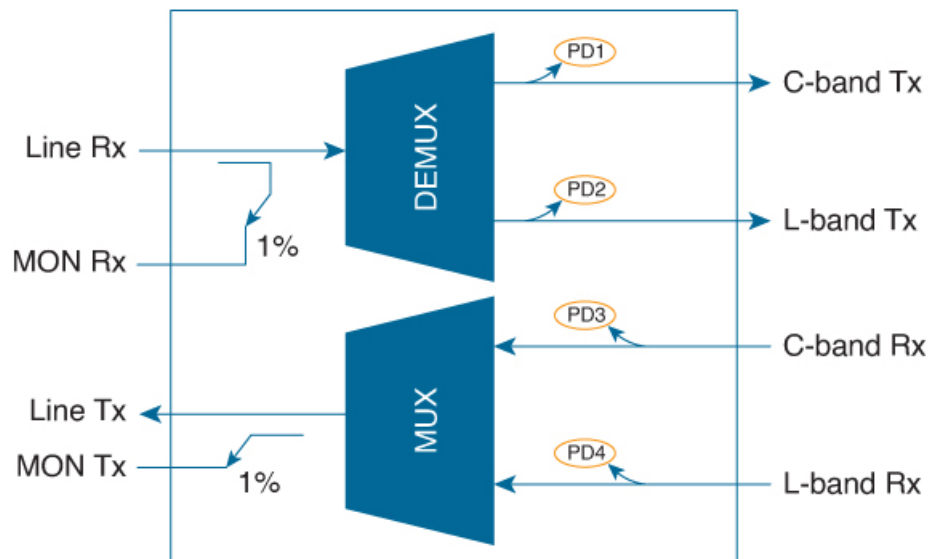 PD1
C-band Tx
Line Rx
DEMUX
PD2
L-band Tx
1%
MON Rx
PD3
C-band Rx
Line Tx
MUX
PD4
MON Tx
1%
L-band Rx